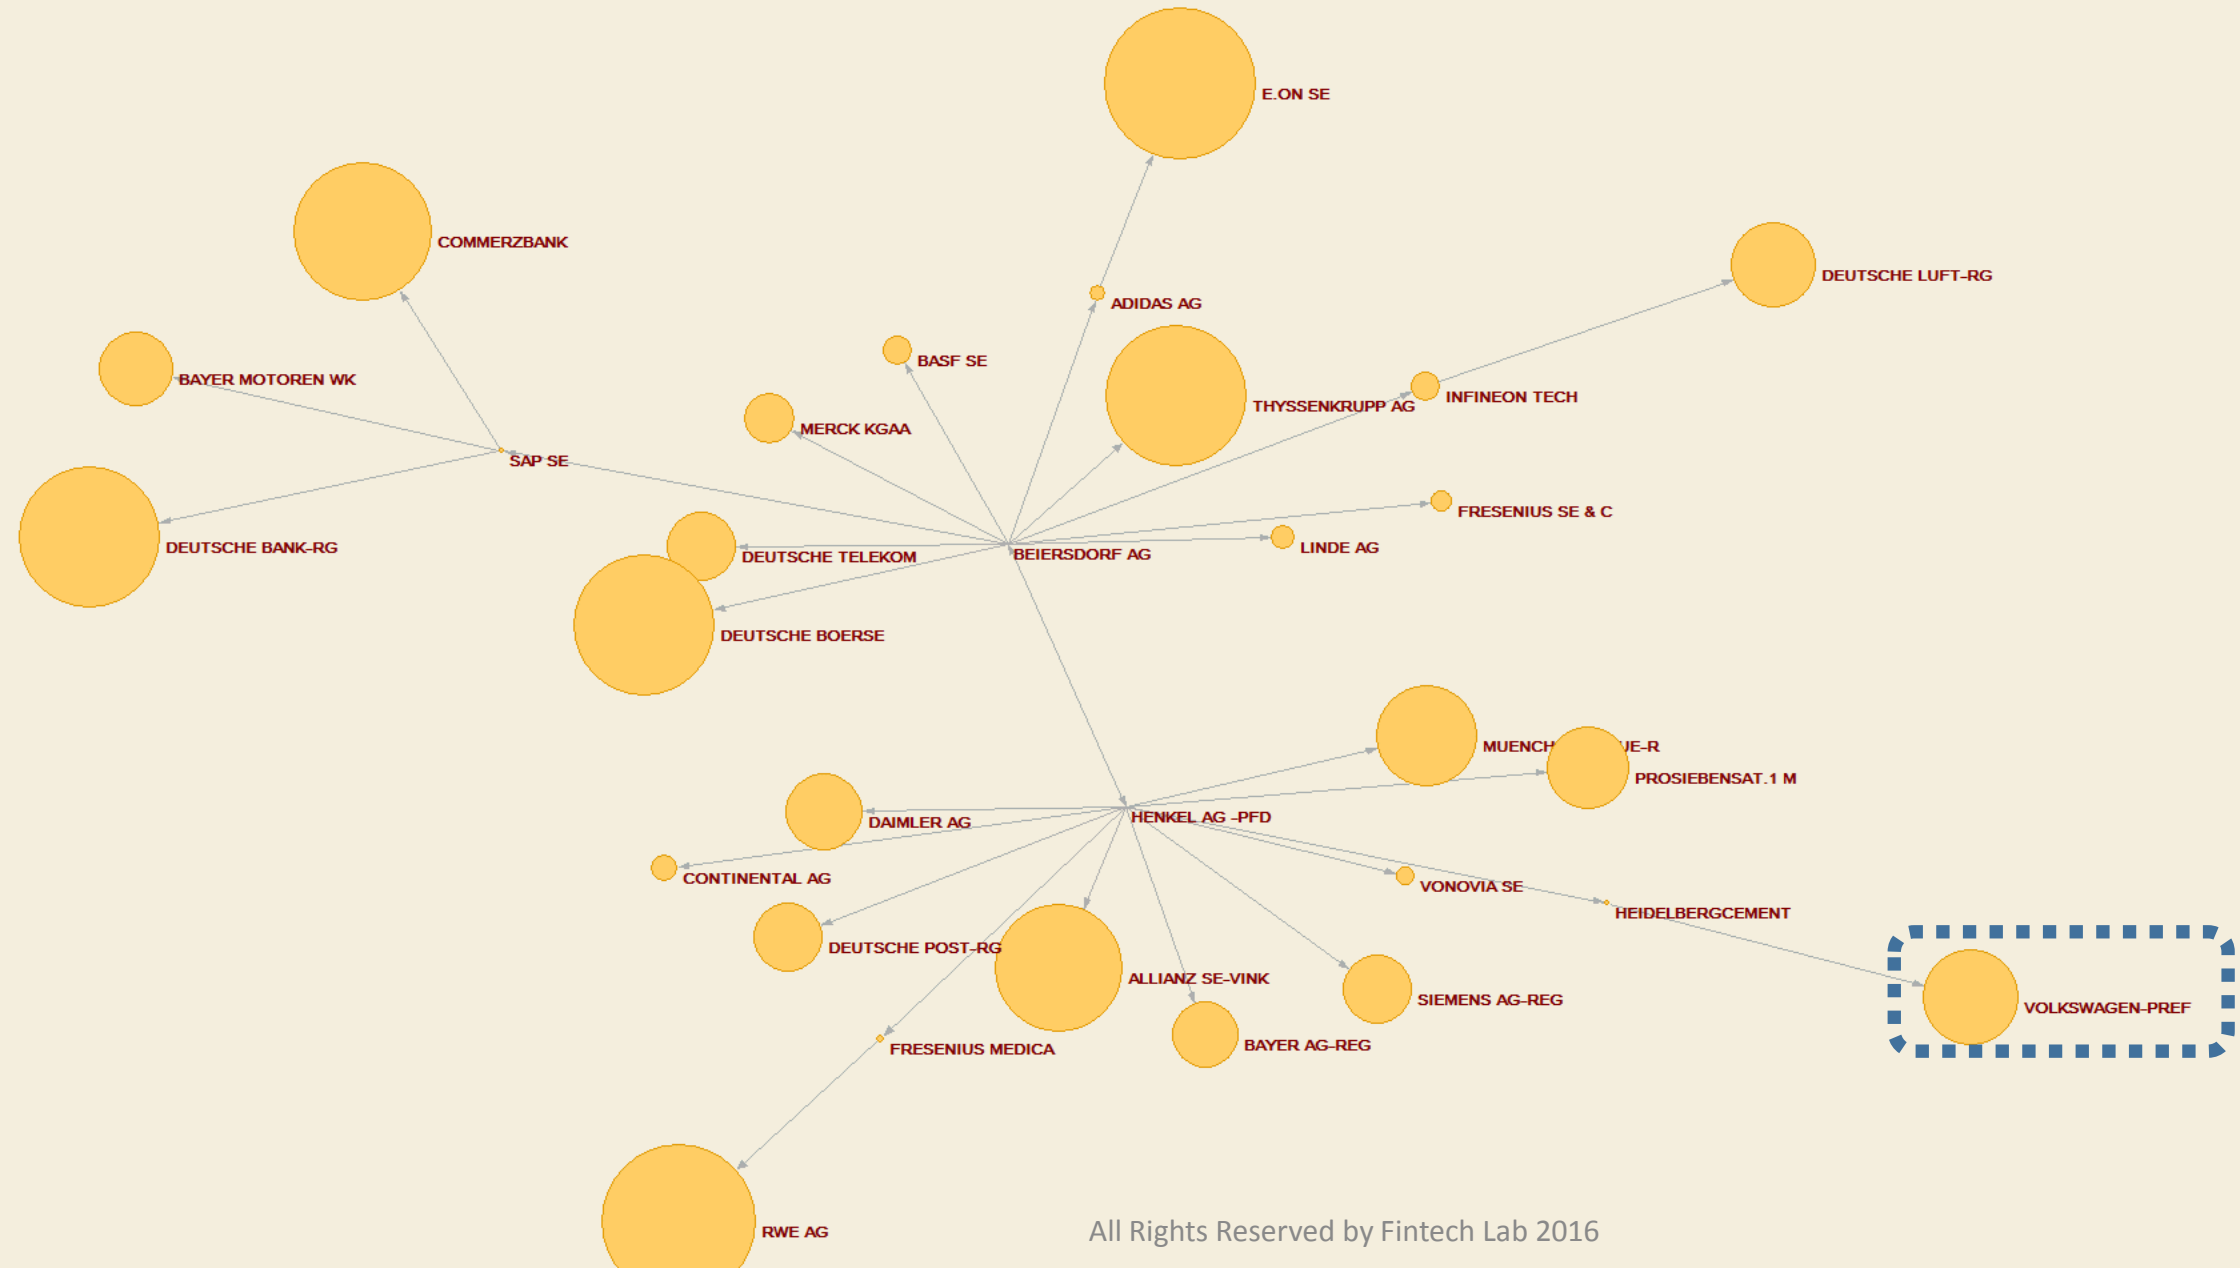 E.ON SE
COMMERZBANK
DEUTSCHE LUFT-RG
ADIDAS AG
BASF SE
BAYER MOTOREN WK
INFINEON TECH
THYSSENKRUPP AG
MERCK KGAA
SAP SE
FRESENIUS SE & C
DEUTSCHE BANK-RG
LINDE AG
BEIERSDORF AG
DEUTSCHE TELEKOM
DEUTSCHE BOERSE
MUENCH UE-R
PROSIEBENSAT.1 M
HENKEL AG -PFD
DAIMLER AG
CONTINENTAL AG
VONOVIA SE
HEIDELBERGCEMENT
DEUTSCHE POST-RG
ALLIANZ SE-VINK
SIEMENS AG-REG
VOLKSWAGEN-PREF
BAYER AG-REG
FRESENIUS MEDICA
RWE AG
All Rights Reserved by Fintech Lab 2016